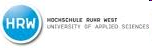 HRW
HOCHSCHULE RUHR WEST
UNIVERSITY OF APPLIED SCIENCES